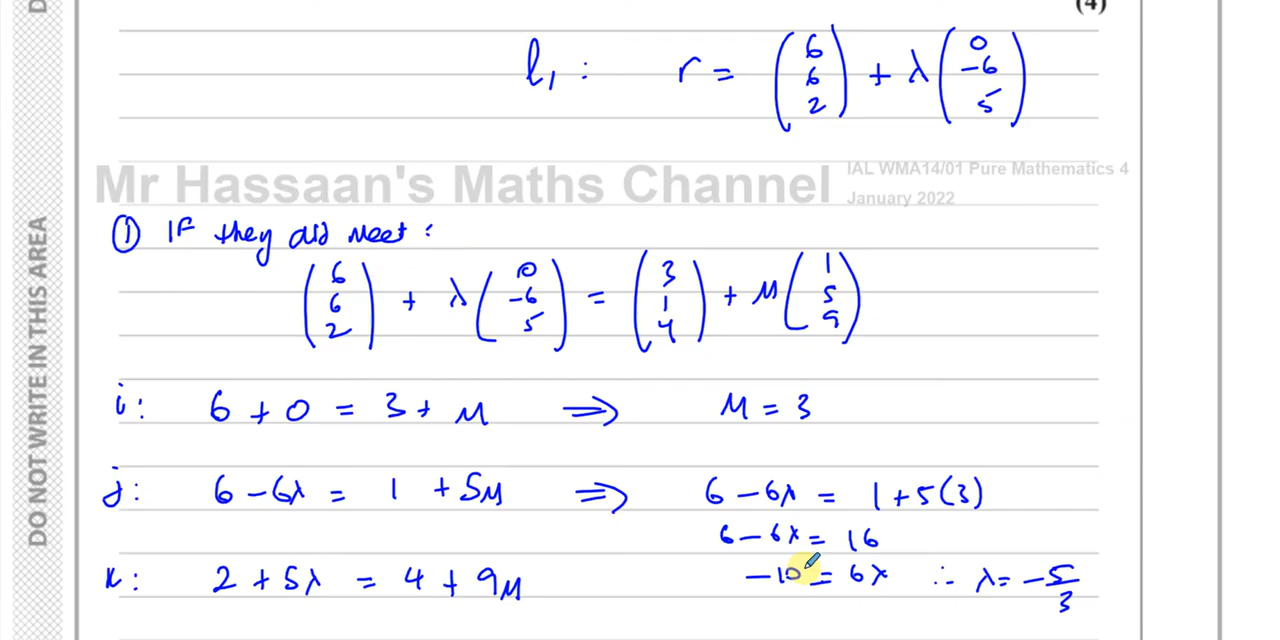 (4)
l₁ : r = (6 6 2) + λ (0 -6 5)
Mr Hassaan's Maths Channel
IAL WMA14/01 Pure Mathematics 4
January 2022
① IF they did meet :
(6 6 2) + λ (0 -6 5) = (3 1 4) + μ (1 5 9)
i: 6 + 0 = 3 + μ ⇒ μ = 3
j: 6 - 6λ = 1 + 5μ ⇒ 6 - 6λ = 1 + 5(3)
6 - 6λ = 16
k: 2 + 5λ = 4 + 9μ -10 = 6λ ∴ λ = -5/3
DO NOT WRITE IN THIS AREA